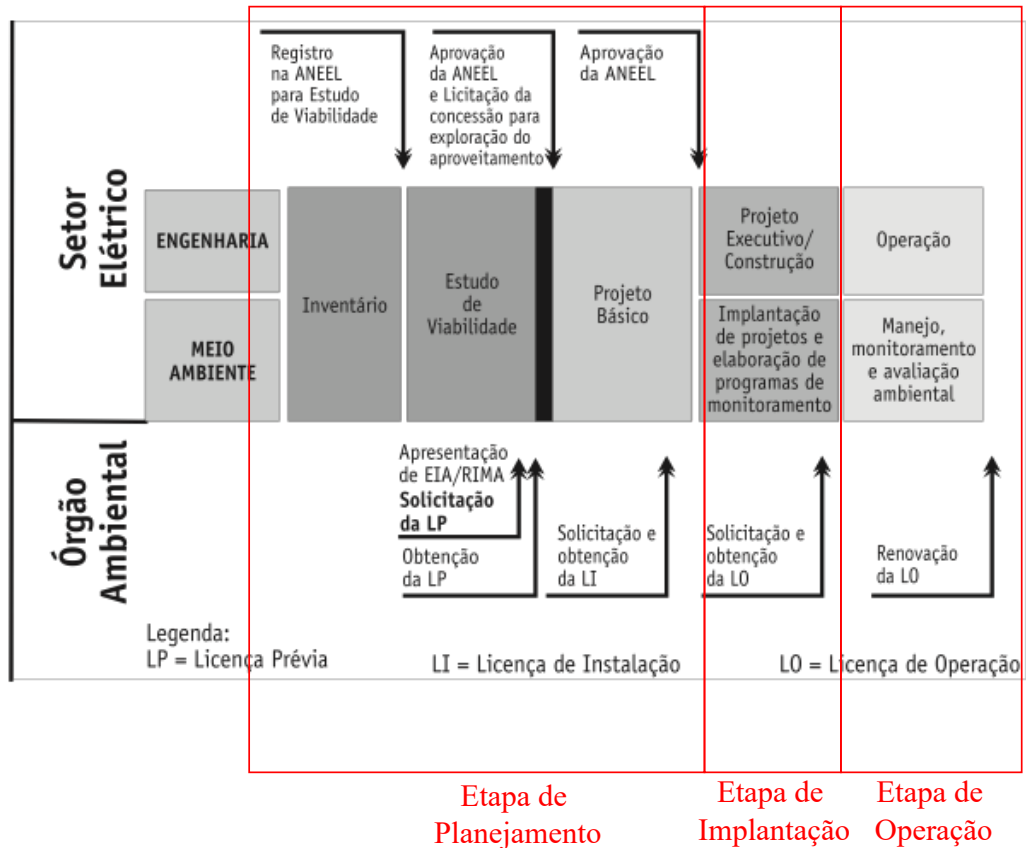 Registro
na ANEEL
para Estudo
de Viabilidade
Aprovação
da ANEEL
e Licitação da
concessão para
exploração do
aproveitamento
Aprovação
da ANEEL
Setor
Elétrico
ENGENHARIA
MEIO
AMBIENTE
Inventário
Estudo
de
Viabilidade
Projeto
Básico
Projeto
Executivo/
Construção
Implantação
de projetos e
elaboração de
programas de
monitoramento
Operação
Manejo,
monitoramento
e avaliação
ambiental
Órgão
Ambiental
Apresentação
de EIA/RIMA
Solicitação
da LP
Obtenção
da LP
Solicitação e
obtenção
da LI
Solicitação e
obtenção
da LO
Renovação
da LO
Legenda:
LP = Licença Prévia
LI = Licença de Instalação
LO = Licença de Operação
Etapa de
Planejamento
Etapa de
Implantação
Etapa de
Operação